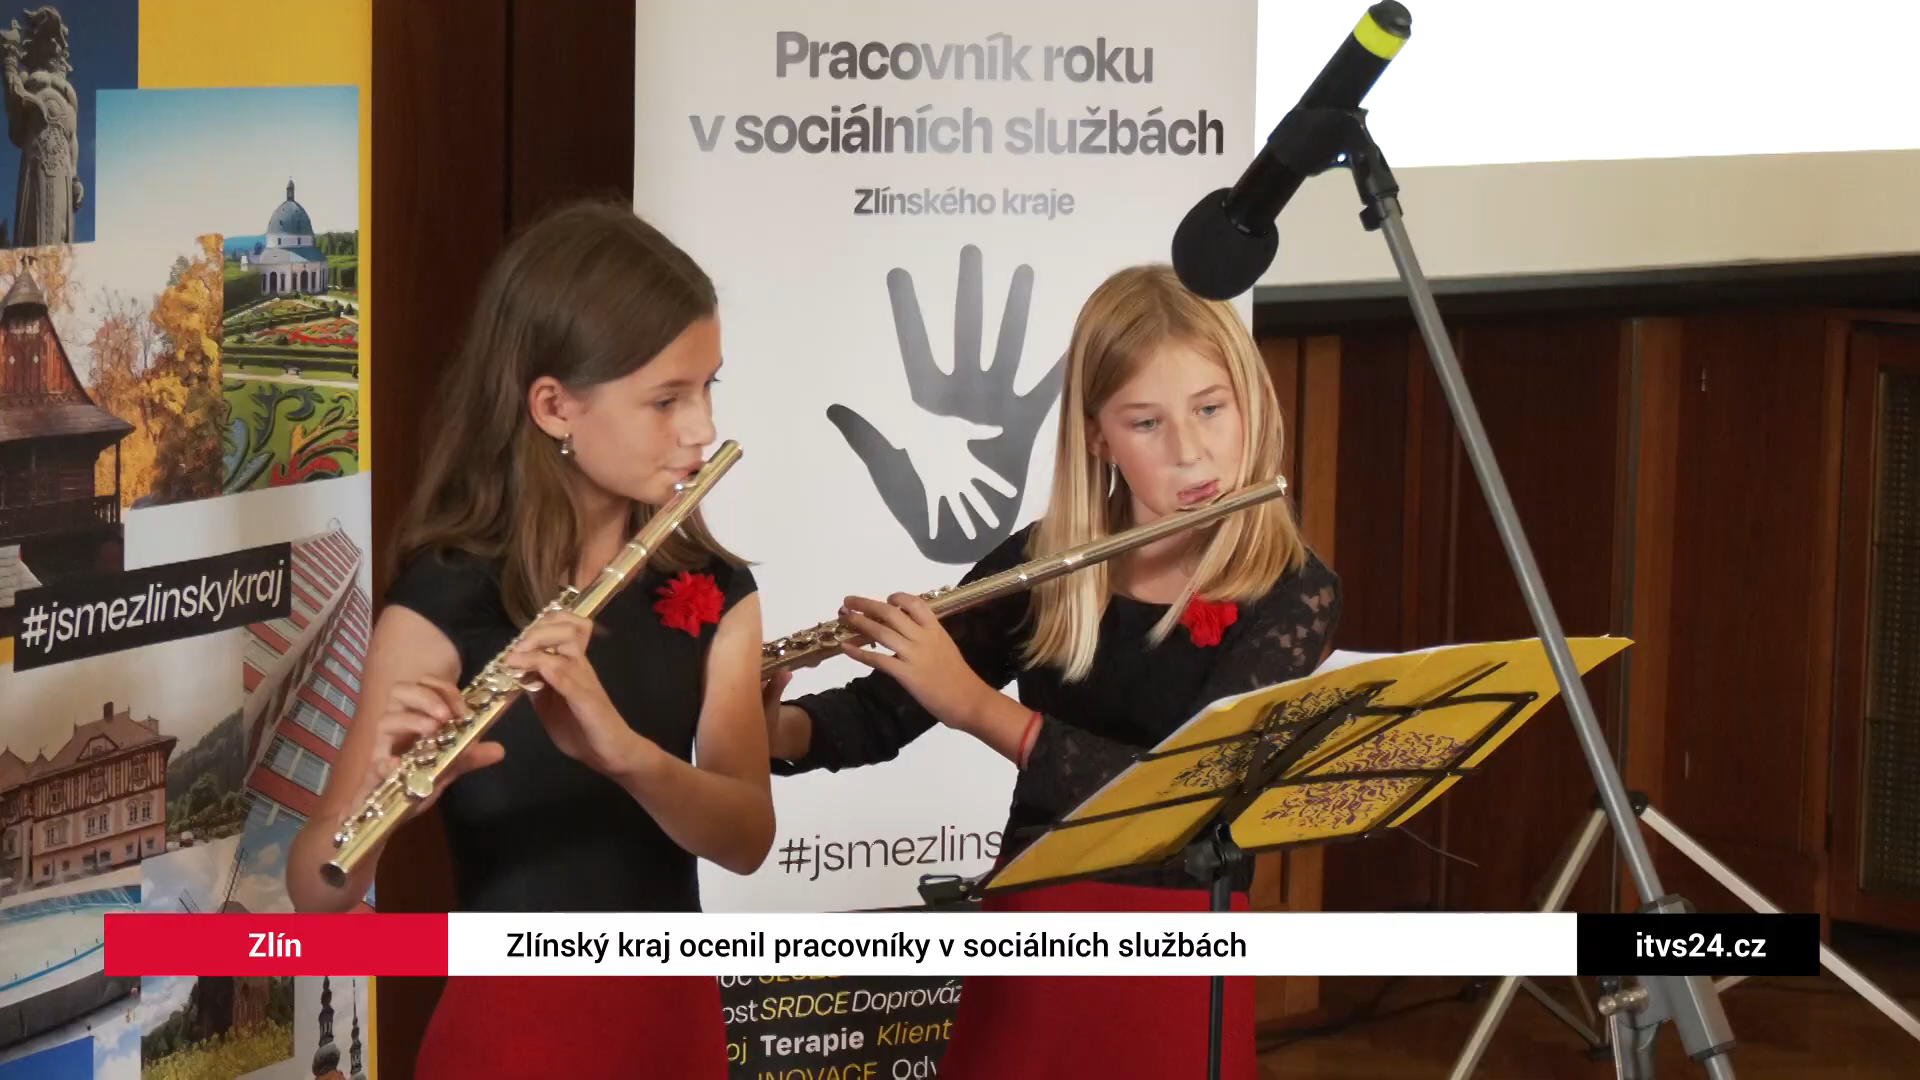 Pracovník roku
v sociálních službách
Zlínského kraje
#jsmezlinskykraj
#jsmezlins
Zlín
Zlínský kraj ocenil pracovníky v sociálních službách
itvs24.cz
SRDCE Doprováz
Terapie Klient
INOVACE